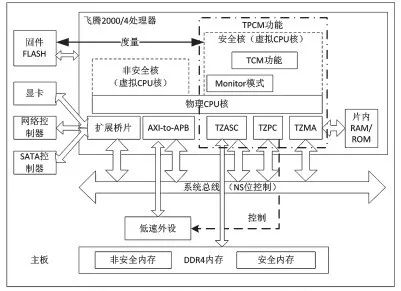 飞腾2000/4处理器
TPCM功能
固件
FLASH
度量
安全核（虚拟CPU核）
TCM功能
非安全核
（虚拟CPU核）
Monitor模式
显卡
物理CPU核
网络控
制器
扩展桥片
AXI-to-APB
TZASC
TZPC
TZMA
片内
RAM/
ROM
SATA控
制器
系统总线 （NS位控制）
低速外设
控制
主板
非安全内存
DDR4内存
安全内存